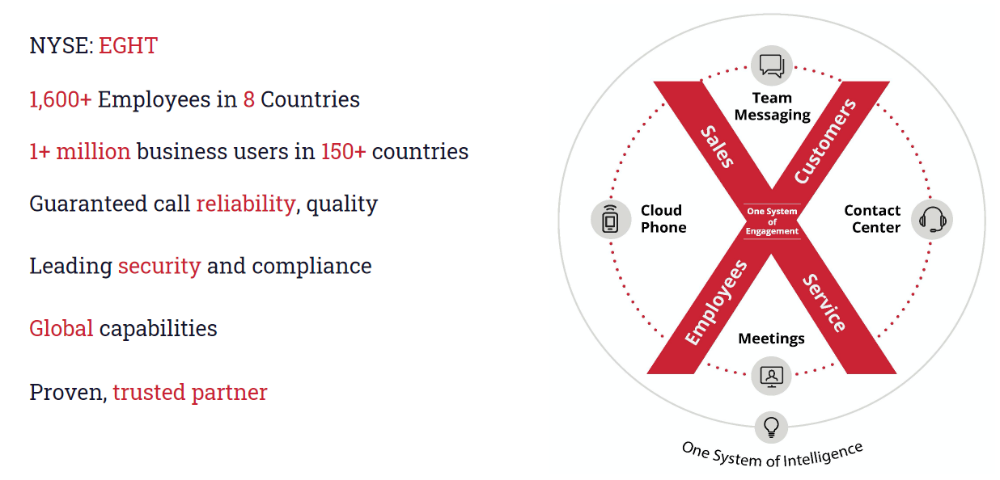 NYSE: EGHT
1,600+ Employees in 8 Countries
1+ million business users in 150+ countries
Guaranteed call reliability, quality
Leading security and compliance
Global capabilities
Proven, trusted partner
Team
Messaging
Sales
Customers
Cloud
Phone
One System
of
Engagement
Contact
Center
Employees
Service
Meetings
One System of Intelligence